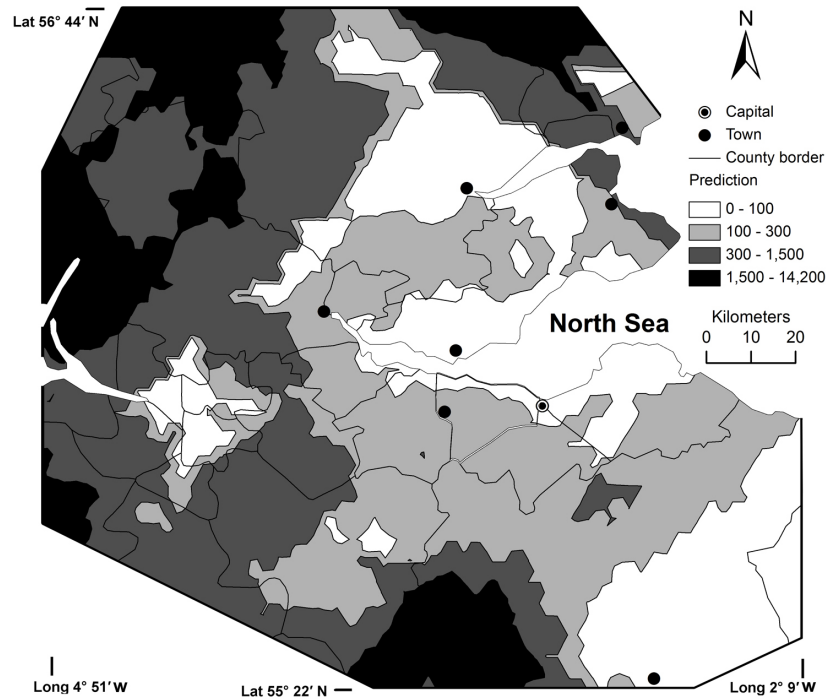 Lat 56° 44′ N
N
Capital
Town
County border
Prediction
0 - 100
100 - 300
300 - 1,500
1,500 - 14,200
North Sea
Kilometers
0 10 20
Long 4° 51′ W
Lat 55° 22′ N
Long 2° 9′ W